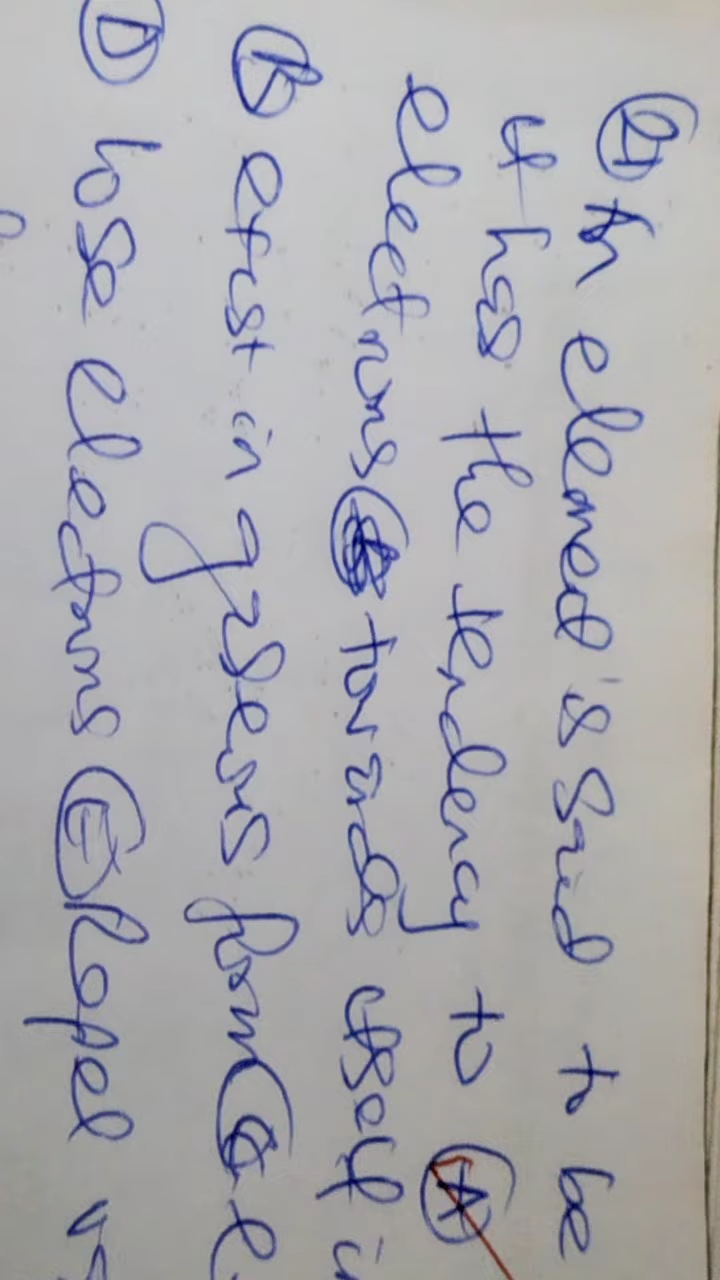 (21) An element is said to be
if has the tendency to (A)
electrons towards itself in
(B) exist in gaseous form (C)
(D) lose electrons (E) Repel